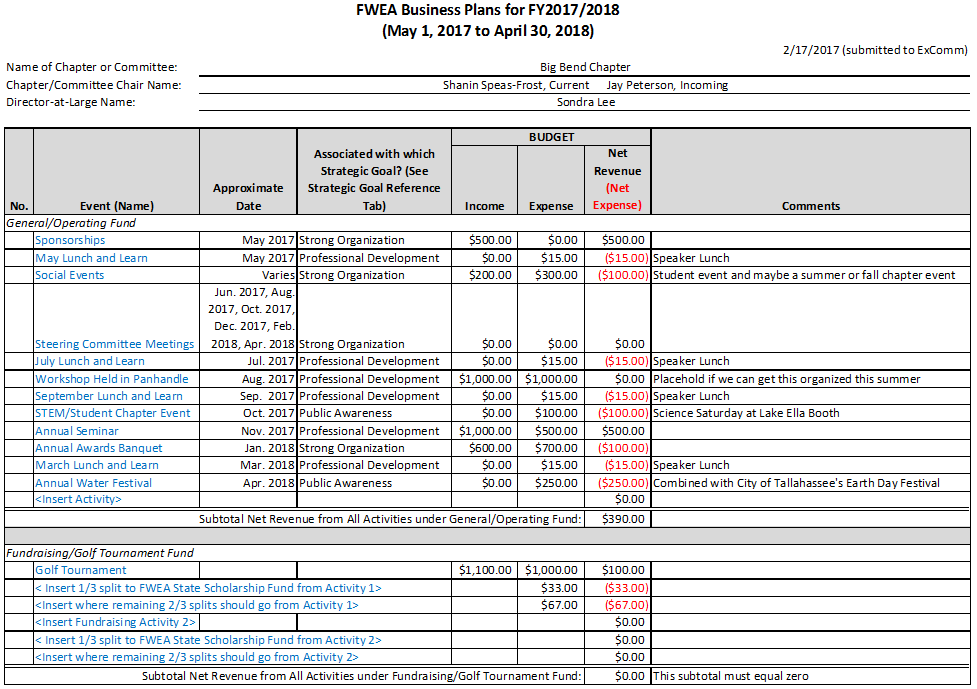 FWEA Business Plans for FY2017/2018
(May 1, 2017 to April 30, 2018)
2/17/2017 (submitted to ExComm)
Name of Chapter or Committee: Big Bend Chapter
Chapter/Committee Chair Name: Shanin Speas-Frost, Current Jay Peterson, Incoming
Director-at-Large Name: Sondra Lee
No. Event (Name) Approximate Date Associated with which Strategic Goal? (See Strategic Goal Reference Tab) BUDGET Income Expense Net Revenue (Net Expense) Comments
General/Operating Fund
Sponsorships May 2017 Strong Organization $500.00 $0.00 $500.00
May Lunch and Learn May 2017 Professional Development $0.00 $15.00 ($15.00) Speaker Lunch
Social Events Varies Strong Organization $200.00 $300.00 ($100.00) Student event and maybe a summer or fall chapter event
Jun. 2017, Aug.
2017, Oct. 2017,
Dec. 2017, Feb.
Steering Committee Meetings 2018, Apr. 2018 Strong Organization $0.00 $0.00 $0.00
July Lunch and Learn Jul. 2017 Professional Development $0.00 $15.00 ($15.00) Speaker Lunch
Workshop Held in Panhandle Aug. 2017 Professional Development $1,000.00 $1,000.00 $0.00 Placehold if we can get this organized this summer
September Lunch and Learn Sep. 2017 Professional Development $0.00 $15.00 ($15.00) Speaker Lunch
STEM/Student Chapter Event Oct. 2017 Public Awareness $0.00 $100.00 ($100.00) Science Saturday at Lake Ella Booth
Annual Seminar Nov. 2017 Professional Development $1,000.00 $500.00 $500.00
Annual Awards Banquet Jan. 2018 Strong Organization $600.00 $700.00 ($100.00)
March Lunch and Learn Mar. 2018 Professional Development $0.00 $15.00 ($15.00) Speaker Lunch
Annual Water Festival Apr. 2018 Public Awareness $0.00 $250.00 ($250.00) Combined with City of Tallahassee's Earth Day Festival
<Insert Activity> $0.00
Subtotal Net Revenue from All Activities under General/Operating Fund: $390.00
Fundraising/Golf Tournament Fund
Golf Tournament $1,100.00 $1,000.00 $100.00
< Insert 1/3 split to FWEA State Scholarship Fund from Activity 1> $33.00 ($33.00)
<Insert where remaining 2/3 splits should go from Activity 1> $67.00 ($67.00)
<Insert Fundraising Activity 2> $0.00
< Insert 1/3 split to FWEA State Scholarship Fund from Activity 2> $0.00
<Insert where remaining 2/3 splits should go from Activity 2> $0.00
Subtotal Net Revenue from All Activities under Fundraising/Golf Tournament Fund: $0.00 This subtotal must equal zero